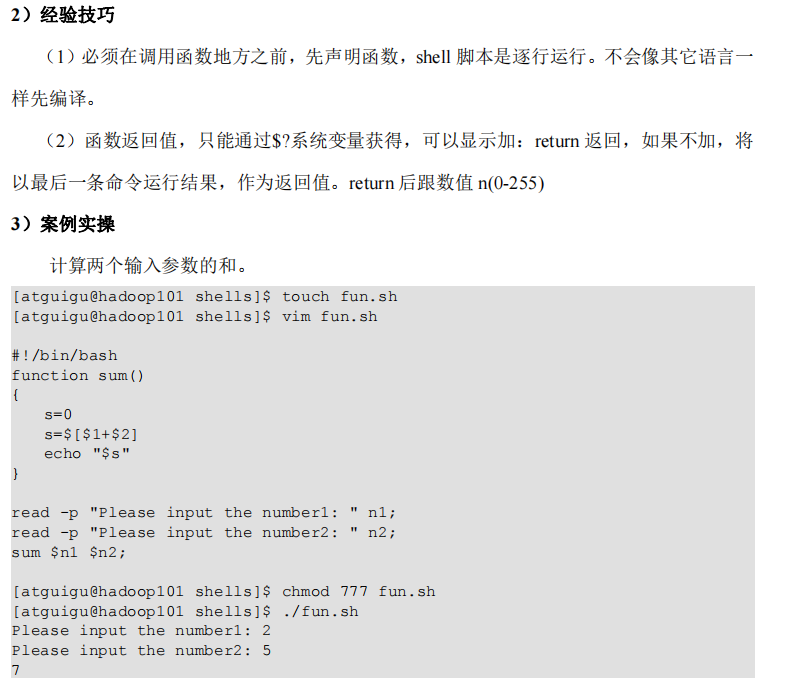 2）经验技巧
（1）必须在调用函数地方之前，先声明函数，shell 脚本是逐行运行。不会像其它语言一
样先编译。
（2）函数返回值，只能通过$?系统变量获得，可以显示加：return 返回，如果不加，将
以最后一条命令运行结果，作为返回值。return 后跟数值 n(0-255)
3）案例实操
计算两个输入参数的和。
[atguigu@hadoop101 shells]$ touch fun.sh
[atguigu@hadoop101 shells]$ vim fun.sh
#!/bin/bash
function sum()
{
    s=0
    s=$[$1+$2]
    echo "$s"
}
read -p "Please input the number1: " n1;
read -p "Please input the number2: " n2;
sum $n1 $n2;
[atguigu@hadoop101 shells]$ chmod 777 fun.sh
[atguigu@hadoop101 shells]$ ./fun.sh
Please input the number1: 2
Please input the number2: 5
7